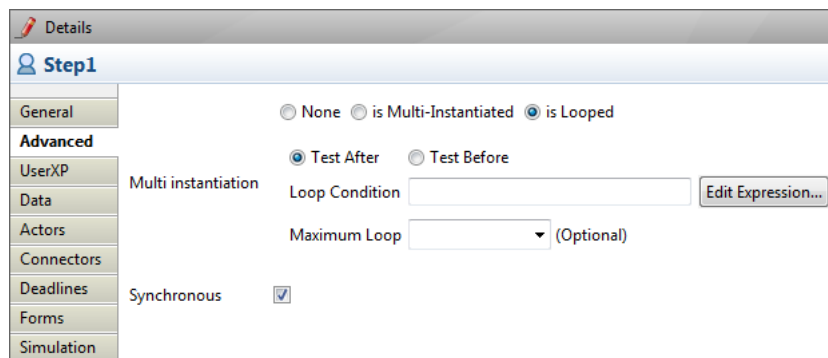 Details
Step1
General
Advanced
UserXP
Data
Actors
Connectors
Deadlines
Forms
Simulation
None is Multi-Instantiated is Looped
Multi instantiation
Test After Test Before
Loop Condition Edit Expression...
Maximum Loop (Optional)
Synchronous